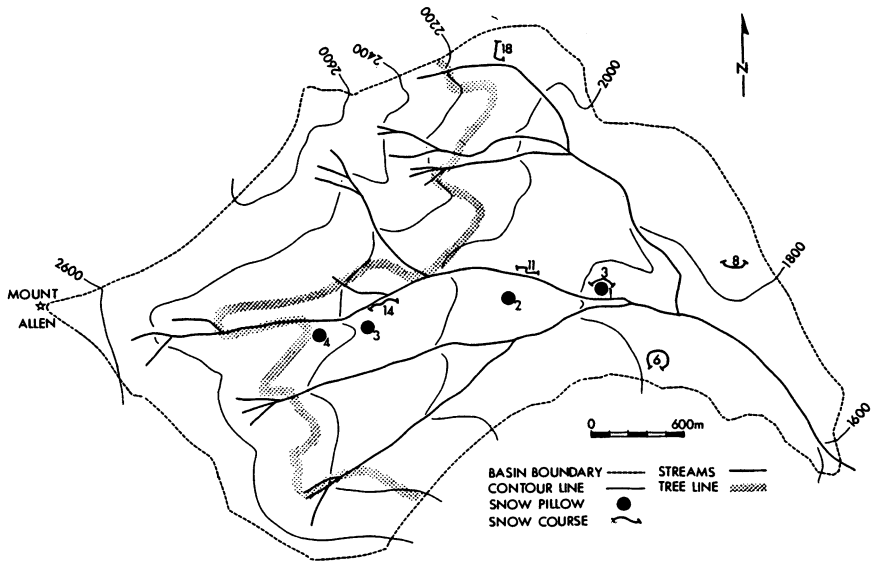 2200
2400
2600
18
2000
N
2600
MOUNT
ALLEN
8
1800
3
11
14
2
1
3
4
6
0 600m
1600
BASIN BOUNDARY STREAMS
CONTOUR LINE TREE LINE
SNOW PILLOW
SNOW COURSE